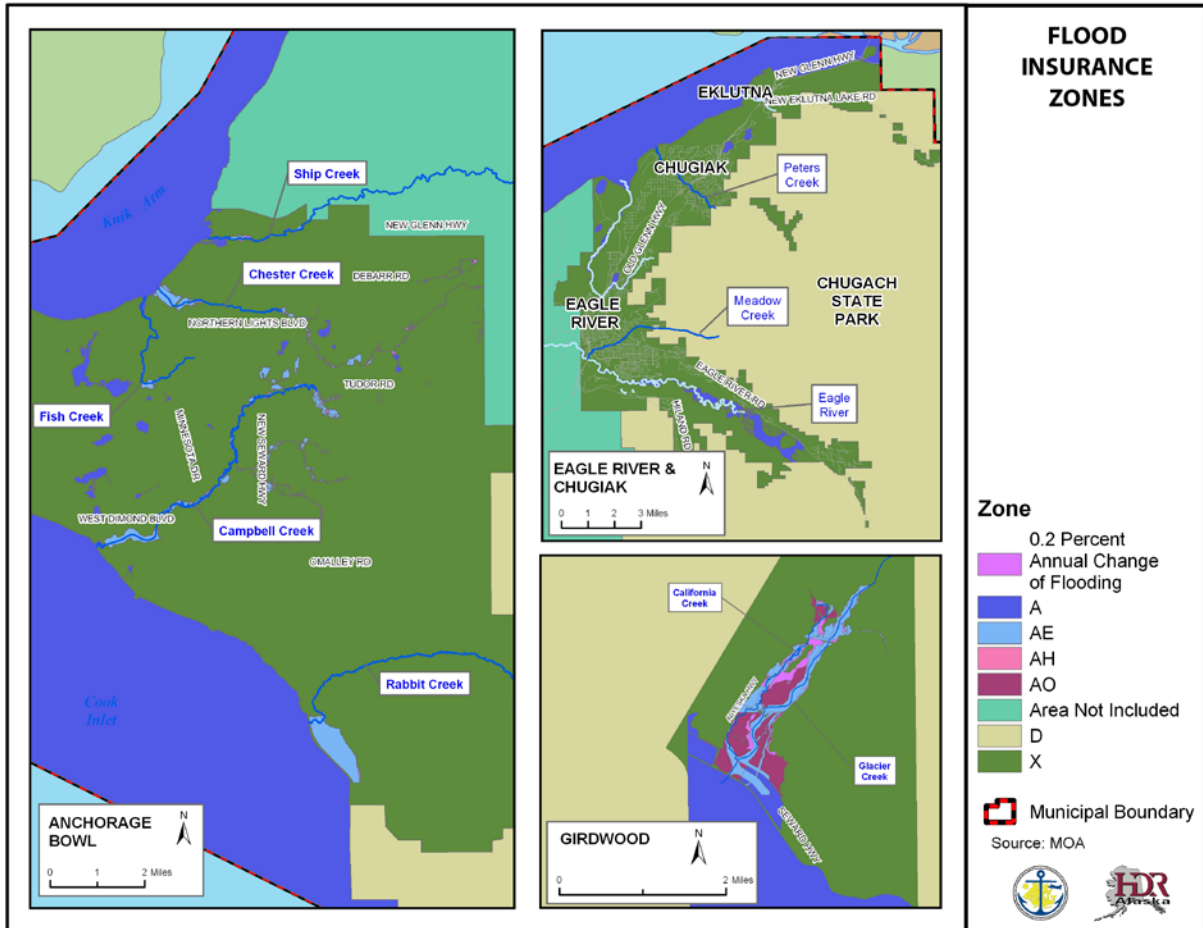 Knik Arm
Ship Creek
NEW GLENN HWY
Chester Creek
DEBARR RD
NORTHERN LIGHTS BLVD
TUDOR RD
Fish Creek
MINNESOTA DR
NEW SEWARD HWY
WEST DIMOND BLVD
Campbell Creek
OMALLEY RD
Rabbit Creek
Cook
Inlet
ANCHORAGE
BOWL
N
0 1 2 Miles
NEW GLENN HWY
EKLUTNA
NEW EKLUTNA LAKE RD
CHUGIAK
Peters
Creek
OLD GLENN HWY
CHUGACH
STATE
PARK
EAGLE
RIVER
Meadow
Creek
EAGLE RIVER RD
Eagle
River
HILAND RD
EAGLE RIVER &
CHUGIAK
N
0 1 2 3 Miles
California
Creek
Glacier
Creek
SEWARD HWY
GIRDWOOD
N
0 2 Miles
FLOOD
INSURANCE
ZONES
Zone
0.2 Percent
Annual Change
of Flooding
A
AE
AH
AO
Area Not Included
D
X
Municipal Boundary
Source: MOA
HDR
Alaska